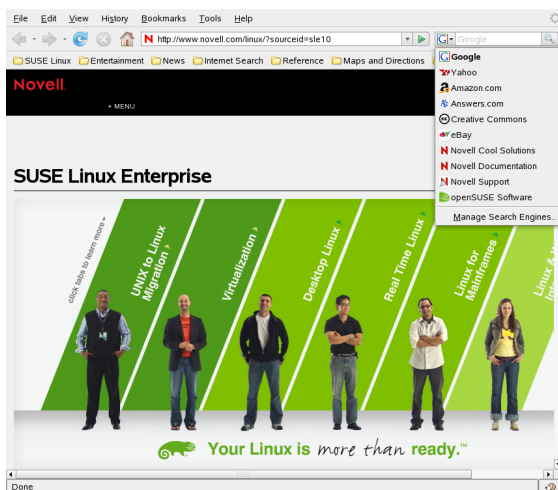 File Edit View History Bookmarks Tools Help
http://www.novell.com/linux/?sourceid=sle10
Google
SUSE Linux Entertainment News Internet Search Reference Maps and Directions
Google
Yahoo
Amazon.com
Answers.com
Creative Commons
eBay
Novell Cool Solutions
Novell Documentation
Novell Support
openSUSE Software
Manage Search Engines...
Novell
+ MENU
SUSE Linux Enterprise
click tabs to learn more
UNIX to Linux
Migration
Virtualization
Desktop Linux
Real Time Linux
Linux for
Mainframes
Linux &
Your Linux is more than ready.™
Done